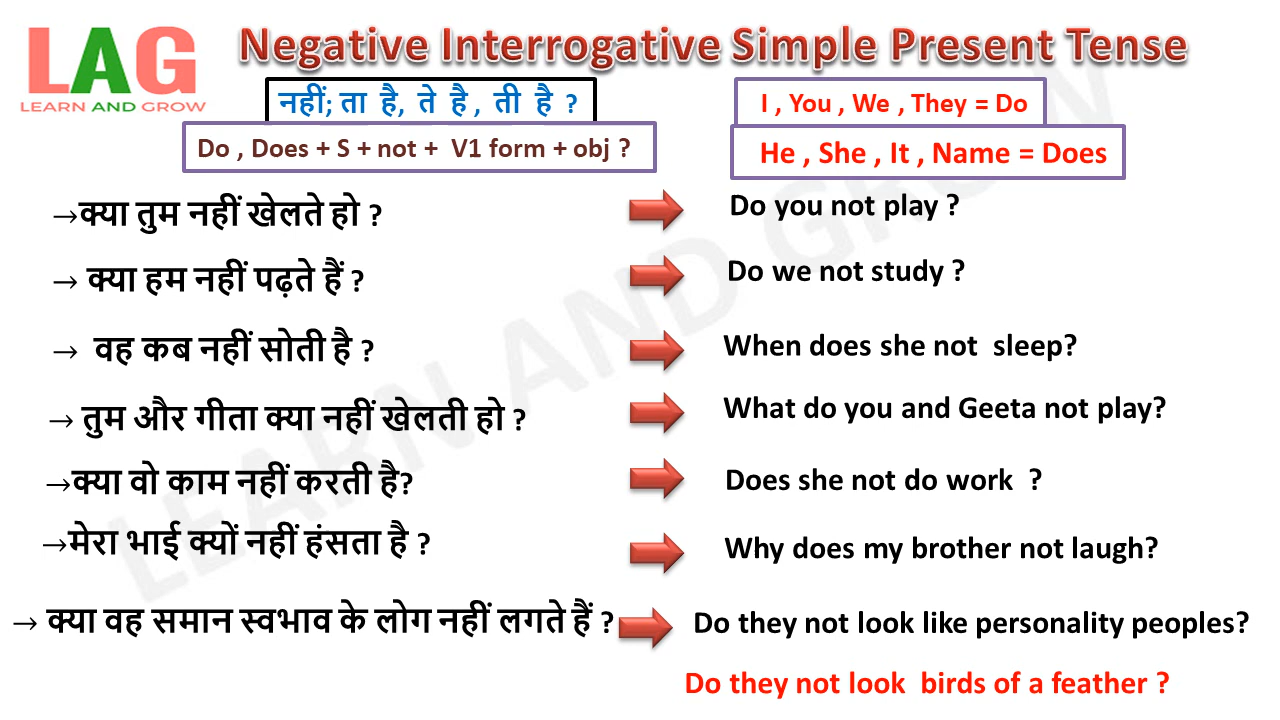 LAG
LEARN AND GROW
Negative Interrogative Simple Present Tense
नहीं; ता है, ते है , ती है ?
I , You , We , They = Do
Do , Does + S + not + V1 form + obj ?
He , She , It , Name = Does
→क्या तुम नहीं खेलते हो ?
Do you not play ?
→ क्या हम नहीं पढ़ते हैं ?
Do we not study ?
→ वह कब नहीं सोती है ?
When does she not sleep?
→ तुम और गीता क्या नहीं खेलती हो ?
What do you and Geeta not play?
→क्या वो काम नहीं करती है?
Does she not do work ?
→मेरा भाई क्यों नहीं हंसता है ?
Why does my brother not laugh?
→ क्या वह समान स्वभाव के लोग नहीं लगते हैं ?
Do they not look like personality peoples?
Do they not look birds of a feather ?
LEARN AND GROW